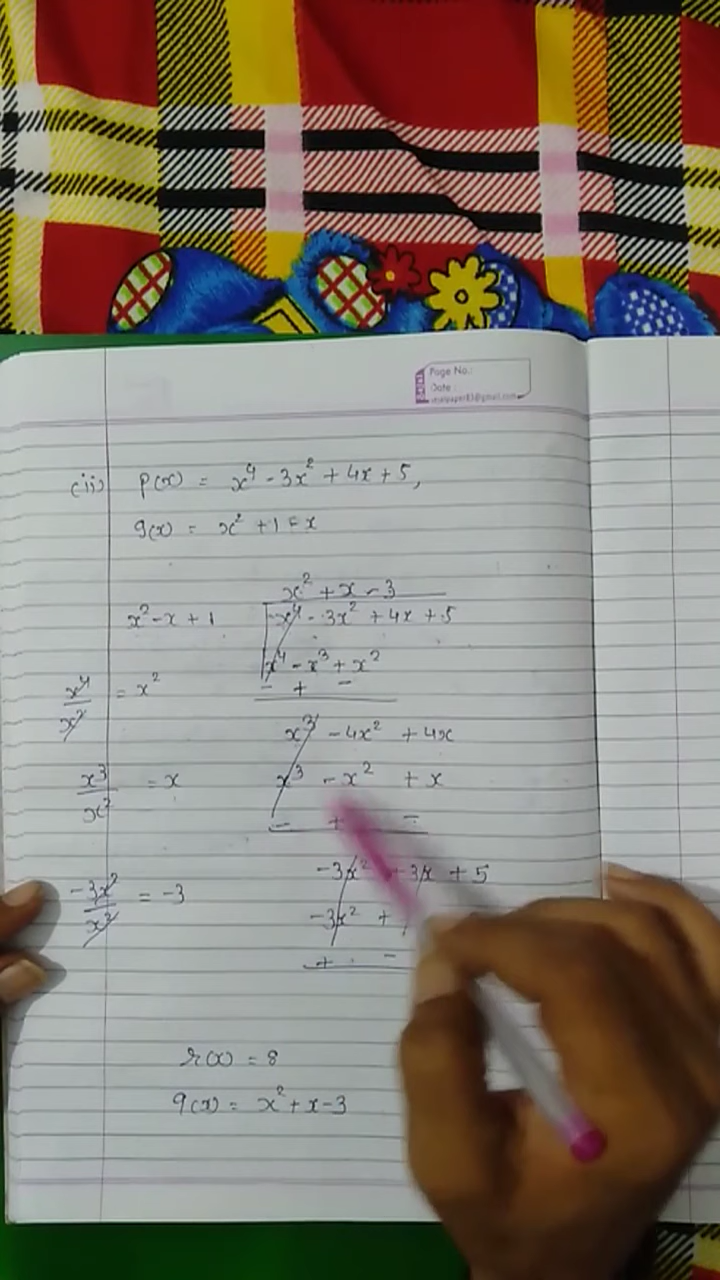 Page No.:
Date :
(ii) p(x) = x⁴ - 3x² + 4x + 5,
g(x) = x² + 1 - x
x² + x - 3
x² - x + 1
x⁴ - 3x² + 4x + 5
x⁴ - x³ + x²
- + -
x⁴/x² = x²
x³ - 4x² + 4x
x³/x² = x
x³ - x² + x
- + -
-3x² + 3x + 5
-3x²/x² = -3
-3x² +
+ -
r(x) = 8
q(x) = x² + x - 3